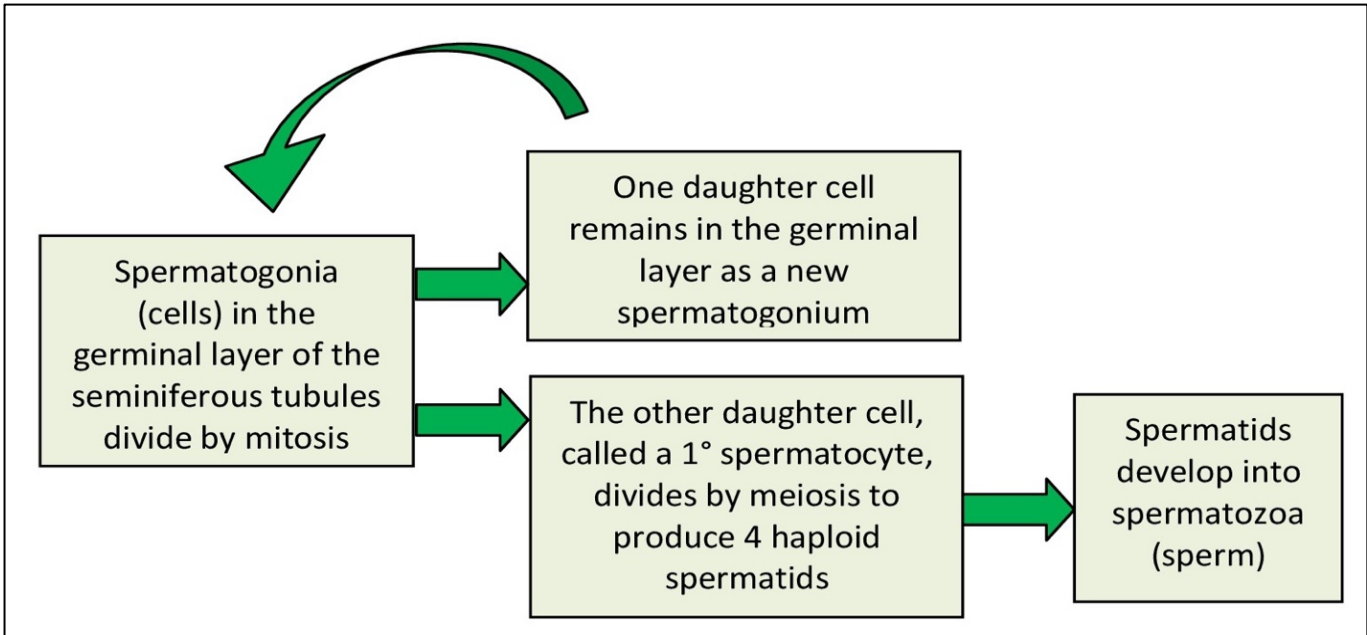 Spermatogonia
(cells) in the
germinal layer of the
seminiferous tubules
divide by mitosis
One daughter cell
remains in the germinal
layer as a new
spermatogonium
The other daughter cell,
called a 1° spermatocyte,
divides by meiosis to
produce 4 haploid
spermatids
Spermatids
develop into
spermatozoa
(sperm)